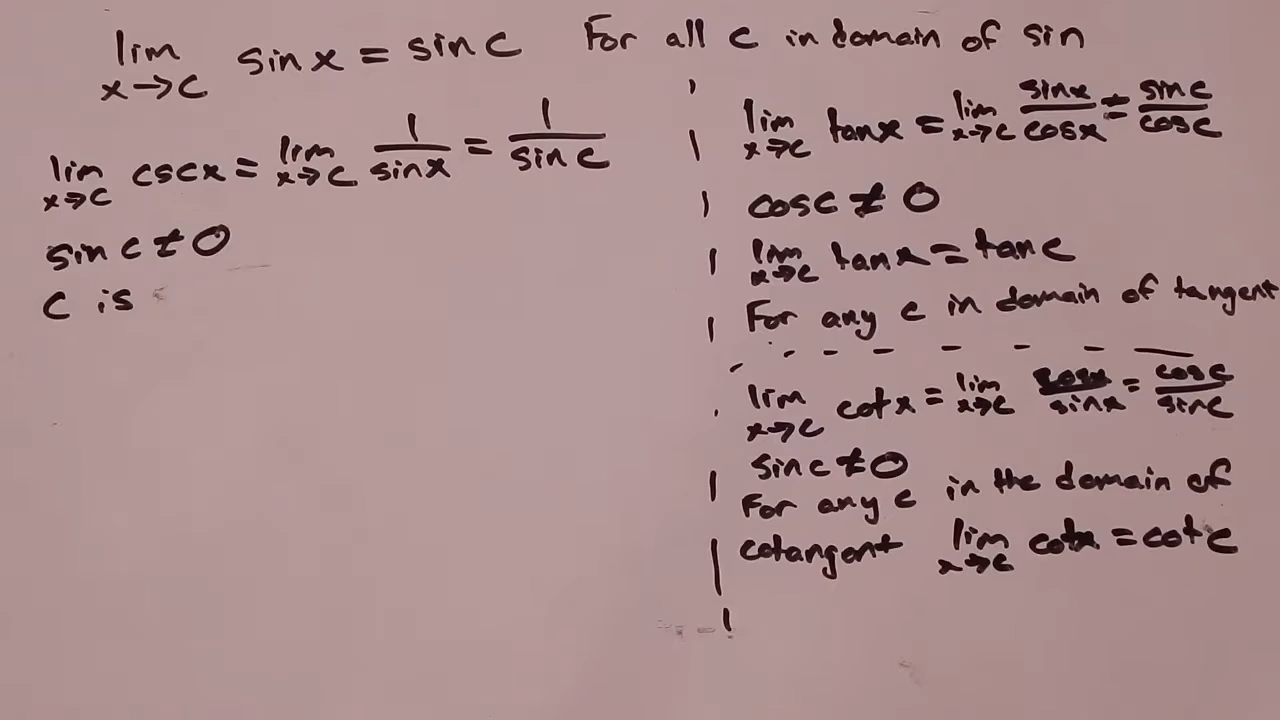 lim x→c sin x = sin c For all c in domain of sin
lim x→c csc x = lim x→c 1/sin x = 1/sin c
sin c ≠ 0
c is
lim x→c tan x = lim x→c sin x/cos x = sin c/cos c
cos c ≠ 0
lim x→c tan x = tan c
For any c in domain of tangent
lim x→c cot x = lim x→c cos x/sin x = cos c/sin c
sin c ≠ 0
For any c in the domain of
cotangent lim x→c cot x = cot c